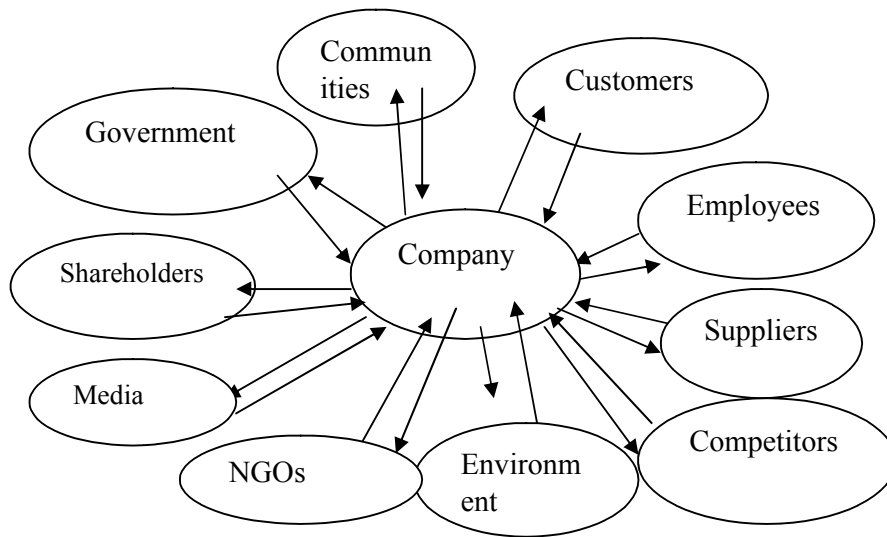 Commun
ities
Customers
Government
Employees
Company
Shareholders
Suppliers
Media
Competitors
NGOs
Environm
ent